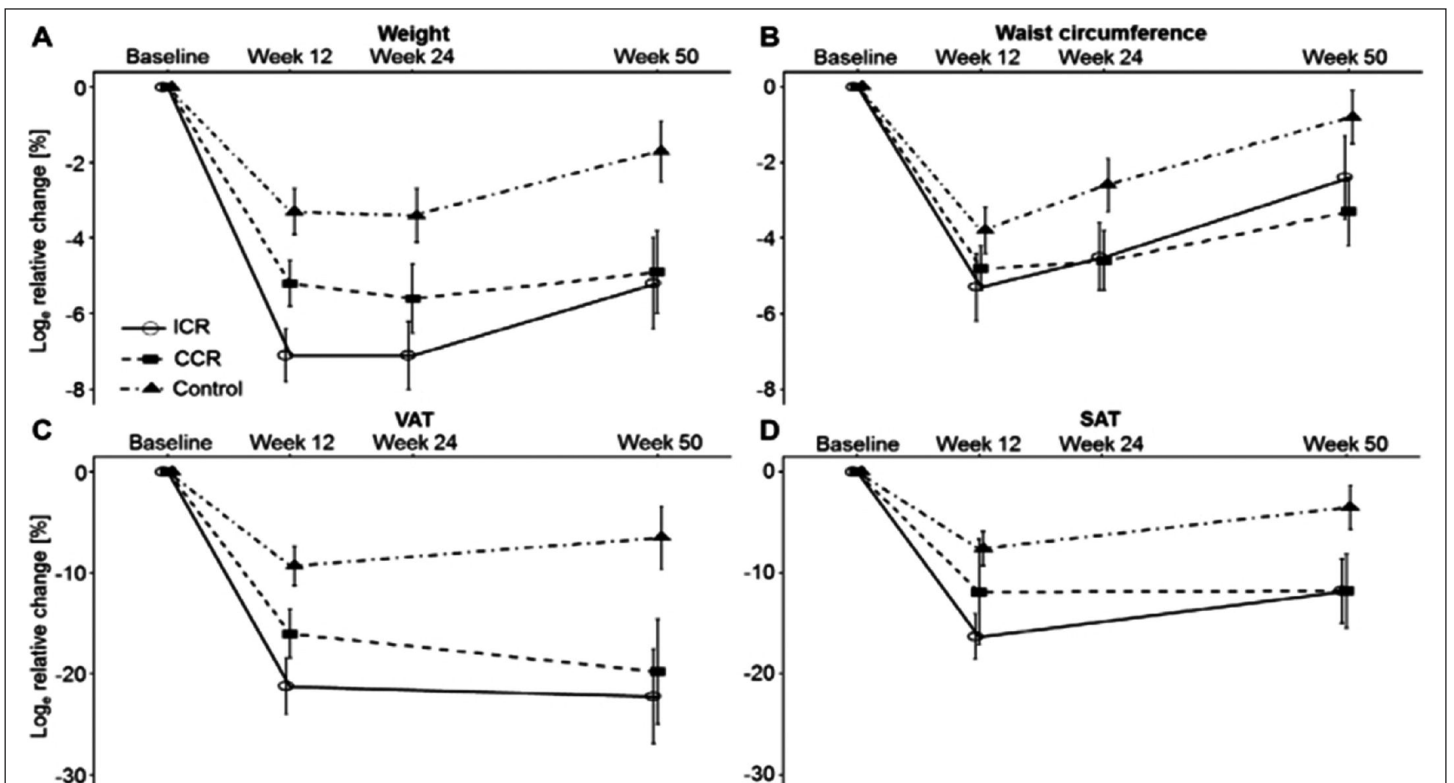 A
Weight
Baseline Week 12 Week 24 Week 50
0
-2
-4
-6
-8
Logₑ relative change [%]
ICR
CCR
Control
B
Waist circumference
Baseline Week 12 Week 24 Week 50
0
-2
-4
-6
-8
C
VAT
Baseline Week 12 Week 24 Week 50
0
-10
-20
-30
Logₑ relative change [%]
D
SAT
Baseline Week 12 Week 24 Week 50
0
-10
-20
-30